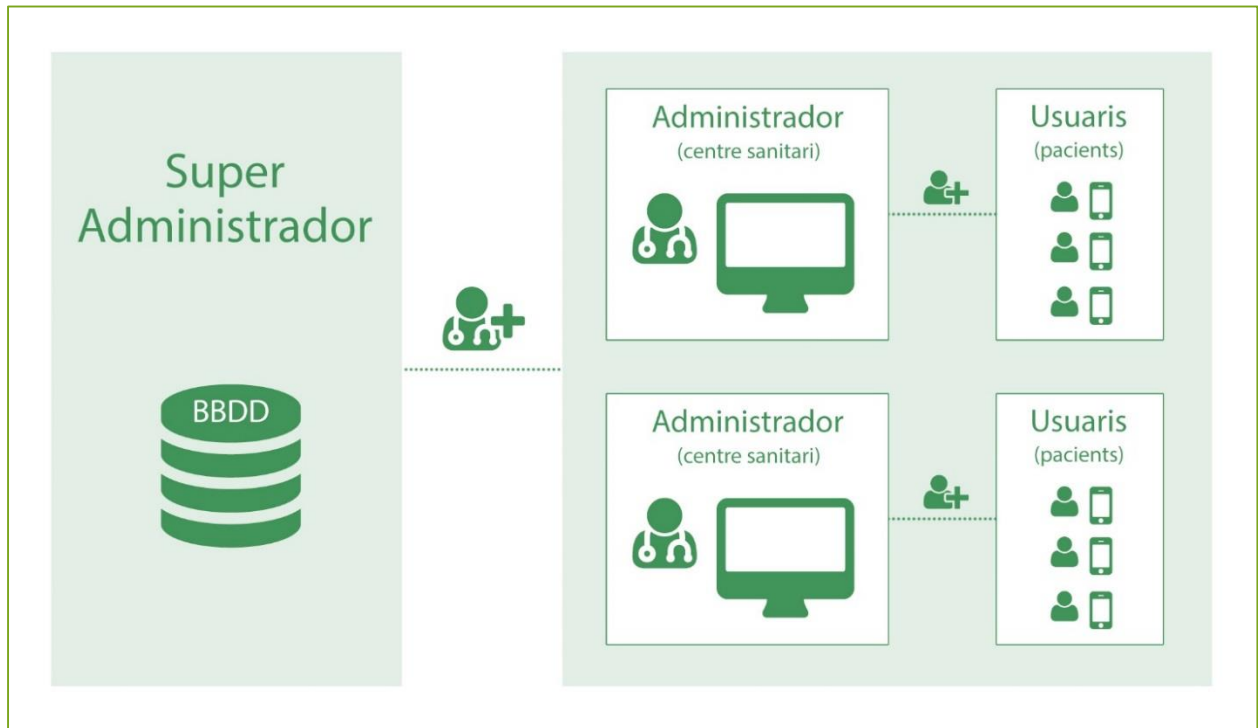 Super
Administrador
BBDD
Administrador
(centre sanitari)
Usuaris
(pacients)
Administrador
(centre sanitari)
Usuaris
(pacients)